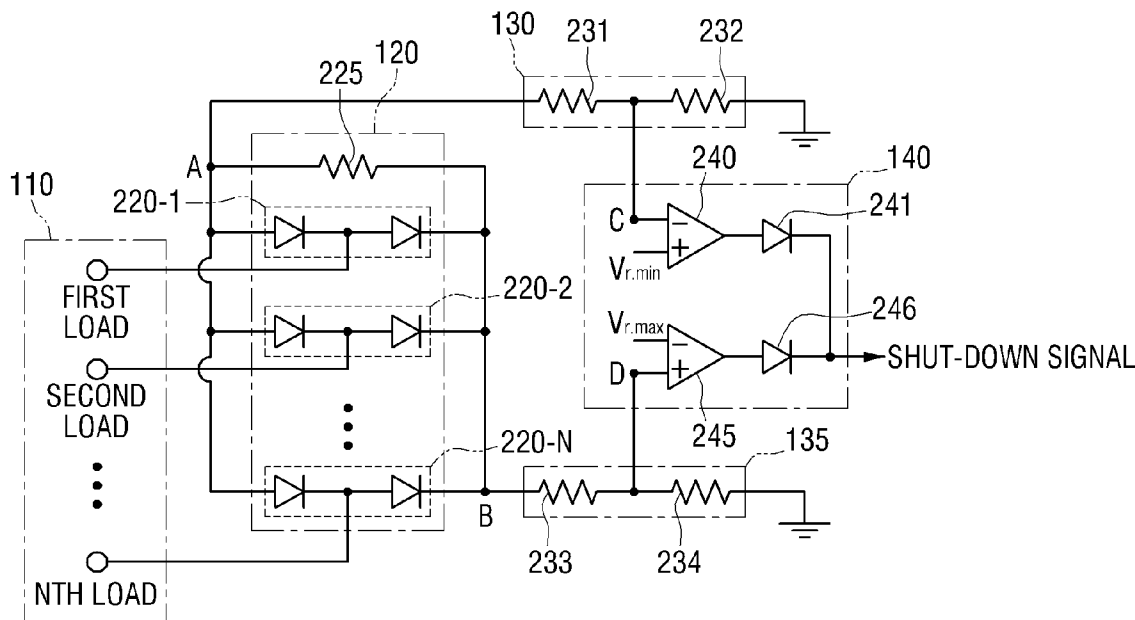 130
231
232
120
225
A
240
140
110
220-1
241
C
−
+
Vr.min
FIRST
LOAD
220-2
246
Vr.max
−
SHUT-DOWN SIGNAL
SECOND
LOAD
D
+
245
220-N
135
B
233
234
NTH LOAD